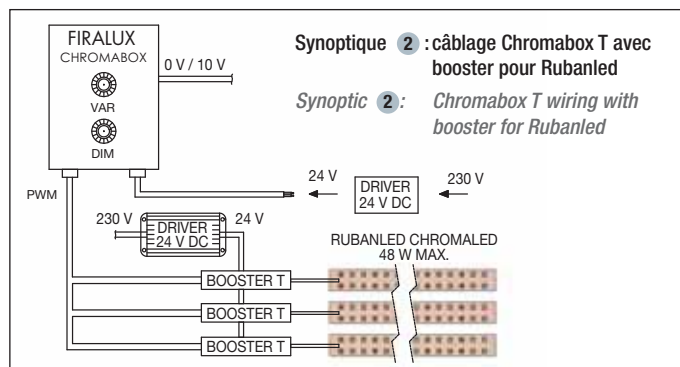 FIRALUX
CHROMABOX
VAR
DIM
0 V / 10 V
Synoptique 2 : câblage Chromabox T avec
booster pour Rubanled
Synoptic 2 : Chromabox T wiring with
booster for Rubanled
PWM
24 V
DRIVER
24 V DC
230 V
230 V
DRIVER
24 V DC
24 V
RUBANLED CHROMALED
48 W MAX.
BOOSTER T
BOOSTER T
BOOSTER T